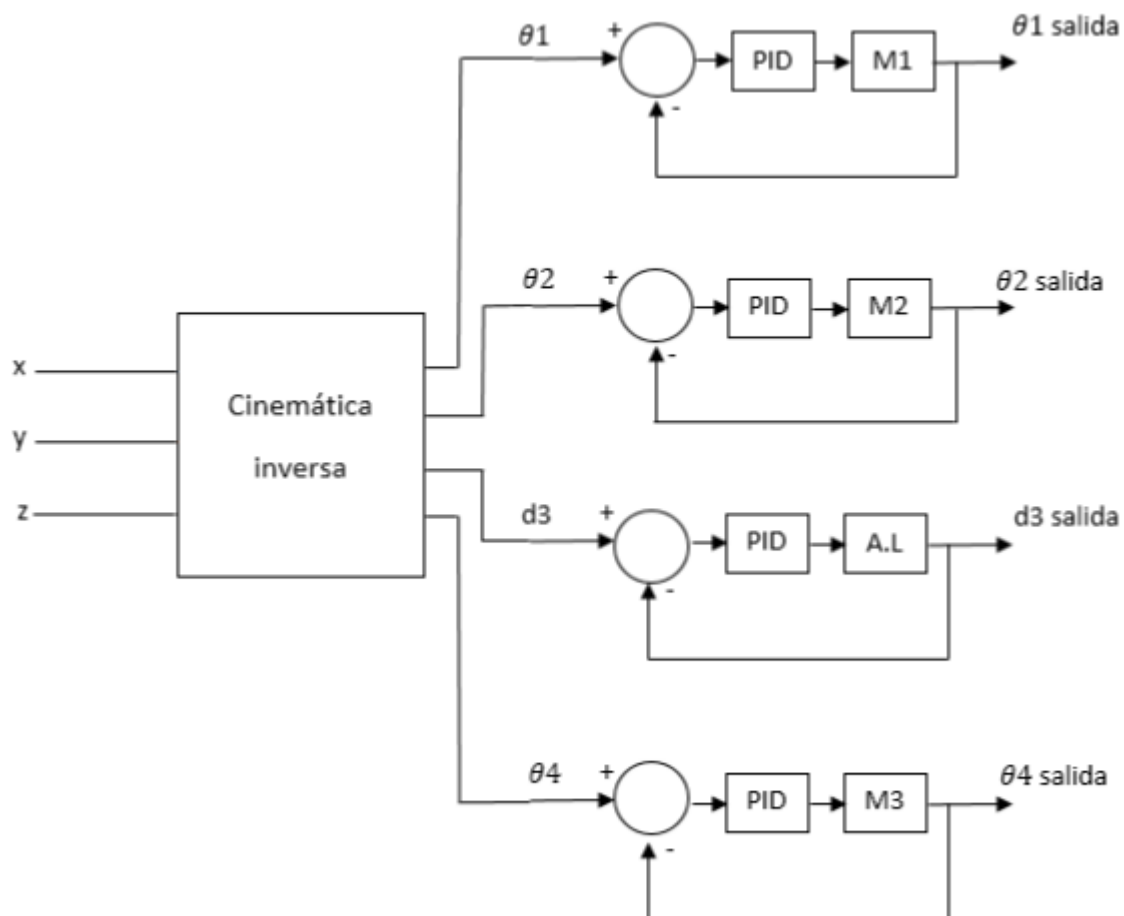 θ1
+
PID
M1
θ1 salida
-
θ2
+
PID
M2
θ2 salida
-
x
y
z
Cinemática
inversa
d3
+
PID
A.L
d3 salida
-
θ4
+
PID
M3
θ4 salida
-